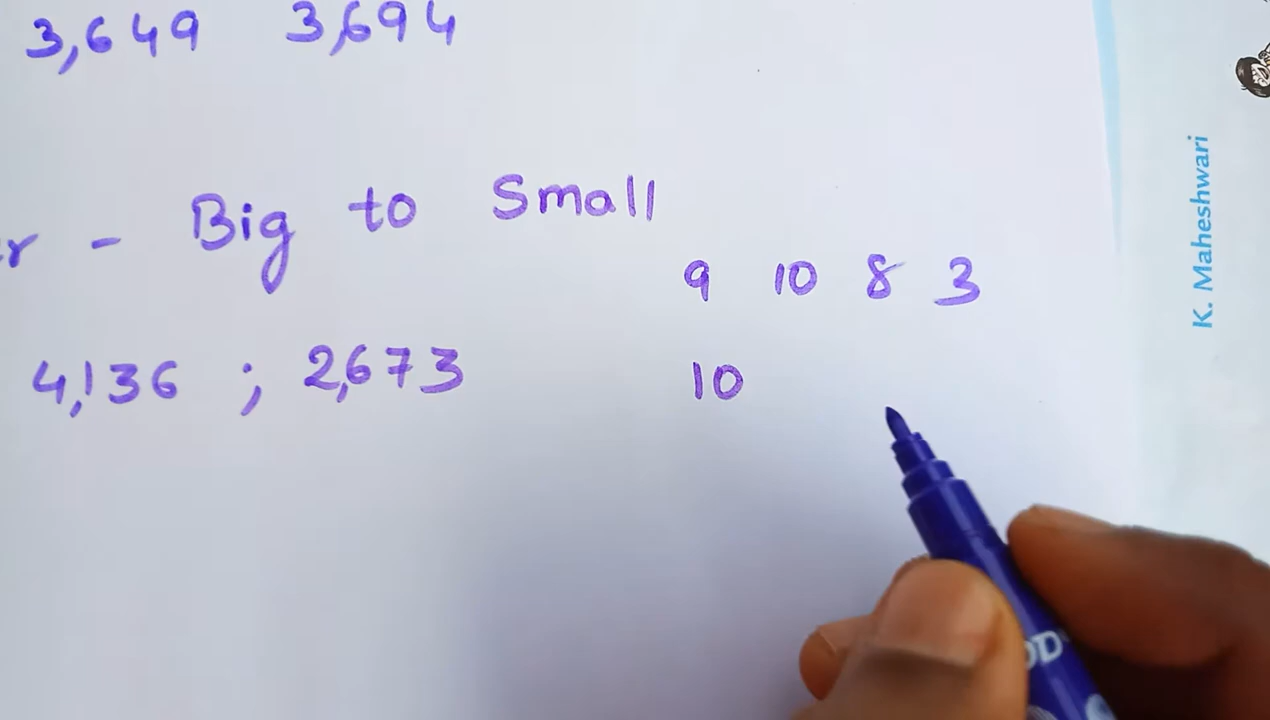 3,649 3,694
r - Big to Small
9 10 8 3
4,136 ; 2,673
10
K. Maheshwari